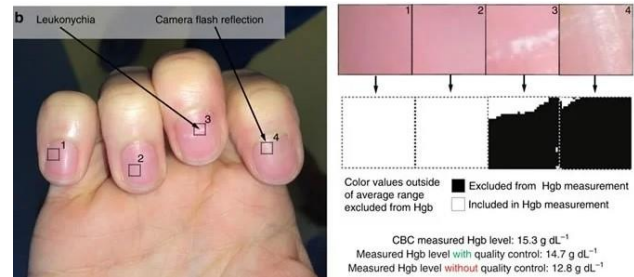 b
Leukonychia
Camera flash reflection
1
2
3
4
1
2
3
4
Color values outside
of average range
excluded from Hgb
Excluded from Hgb measurement
Included in Hgb measurement
CBC measured Hgb level: 15.3 g dL⁻¹
Measured Hgb level with quality control: 14.7 g dL⁻¹
Measured Hgb level without quality control: 12.8 g dL⁻¹